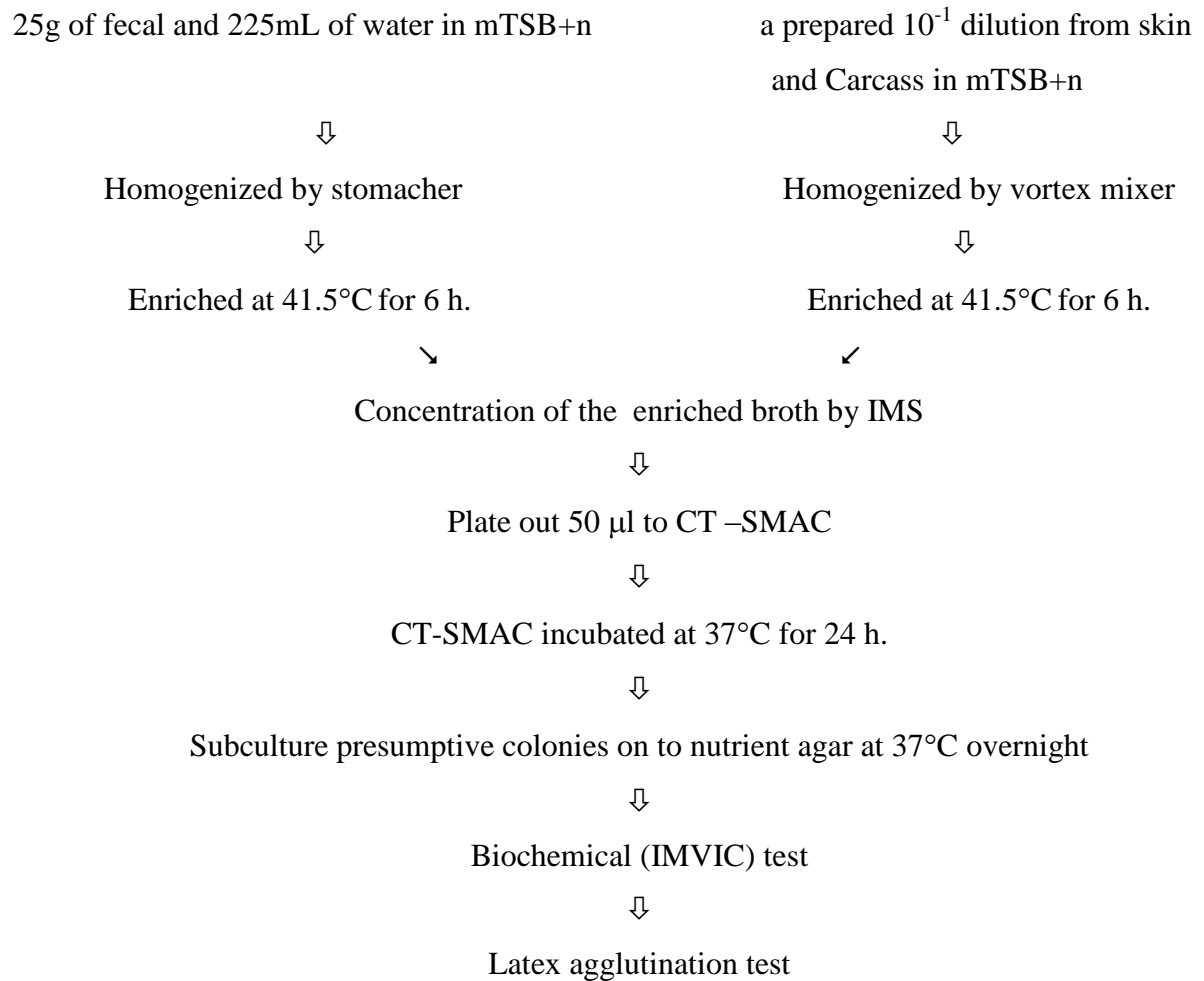 25g of fecal and 225mL of water in mTSB+n
a prepared 10⁻¹ dilution from skin
and Carcass in mTSB+n
⇩ ⇩
Homogenized by stomacher
Homogenized by vortex mixer
⇩ ⇩
Enriched at 41.5°C for 6 h.
Enriched at 41.5°C for 6 h.
↘ ↙
Concentration of the enriched broth by IMS
⇩
Plate out 50 μl to CT –SMAC
⇩
CT-SMAC incubated at 37°C for 24 h.
⇩
Subculture presumptive colonies on to nutrient agar at 37°C overnight
⇩
Biochemical (IMVIC) test
⇩
Latex agglutination test